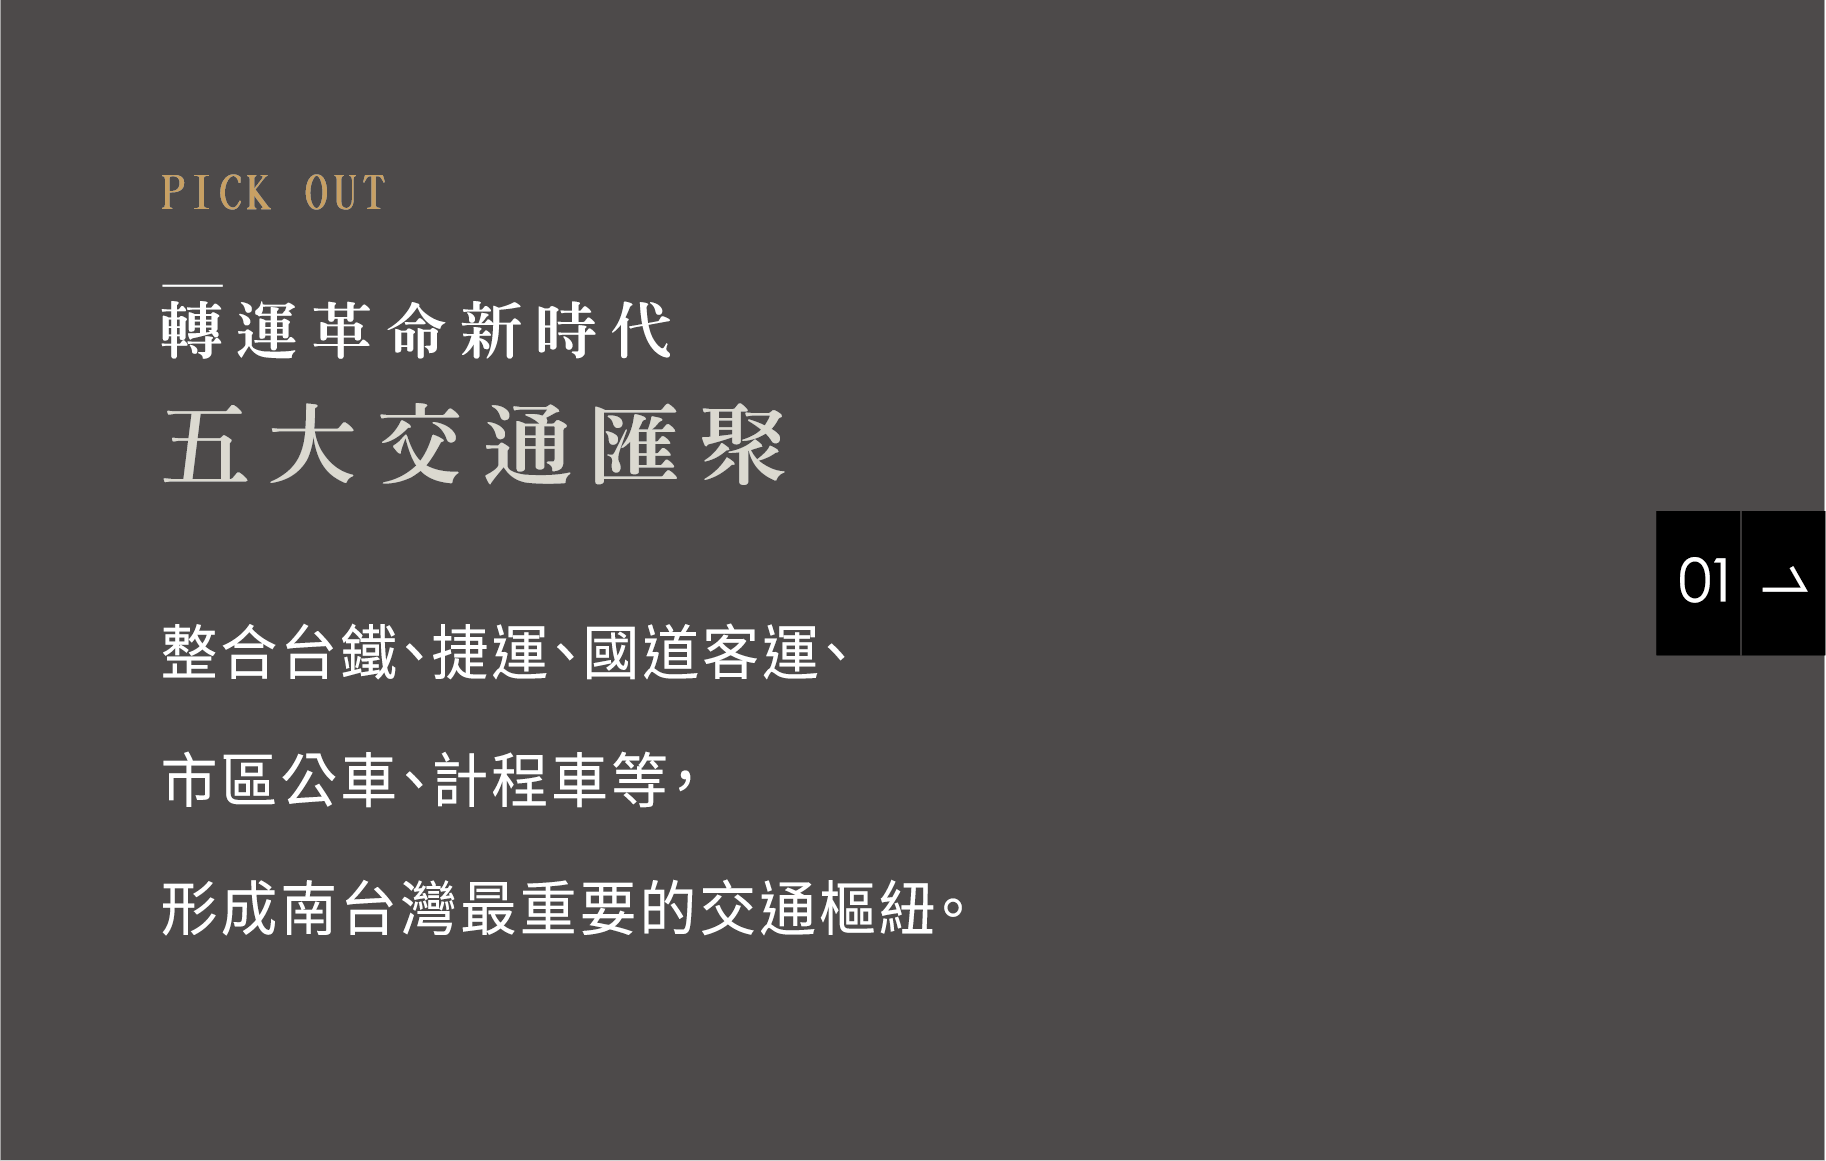 PICK OUT
轉運革命新時代
五大交通匯聚
01
整合台鐵、捷運、國道客運、
市區公車、計程車等,
形成南台灣最重要的交通樞紐。